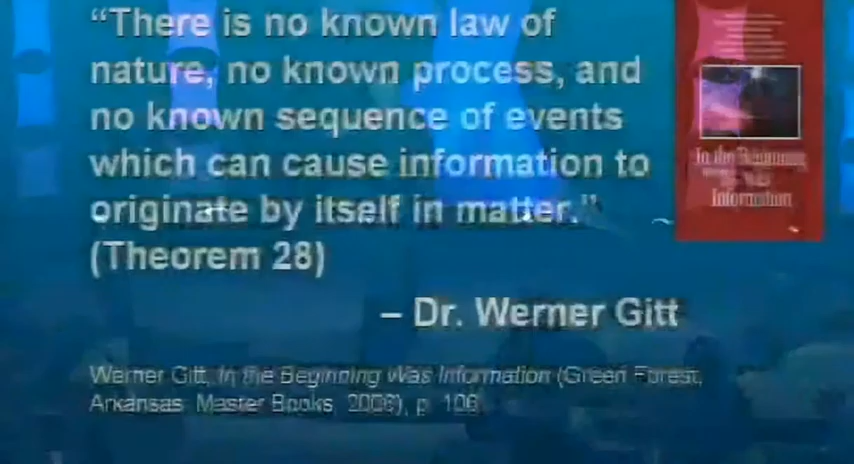 “There is no known law of
nature, no known process, and
no known sequence of events
which can cause information to
originate by itself in matter.”
(Theorem 28)
– Dr. Werner Gitt
Werner Gitt, In the Beginning Was Information (Green Forest,
Arkansas: Master Books, 2006), p. 106.
In the Beginning
Was
Information